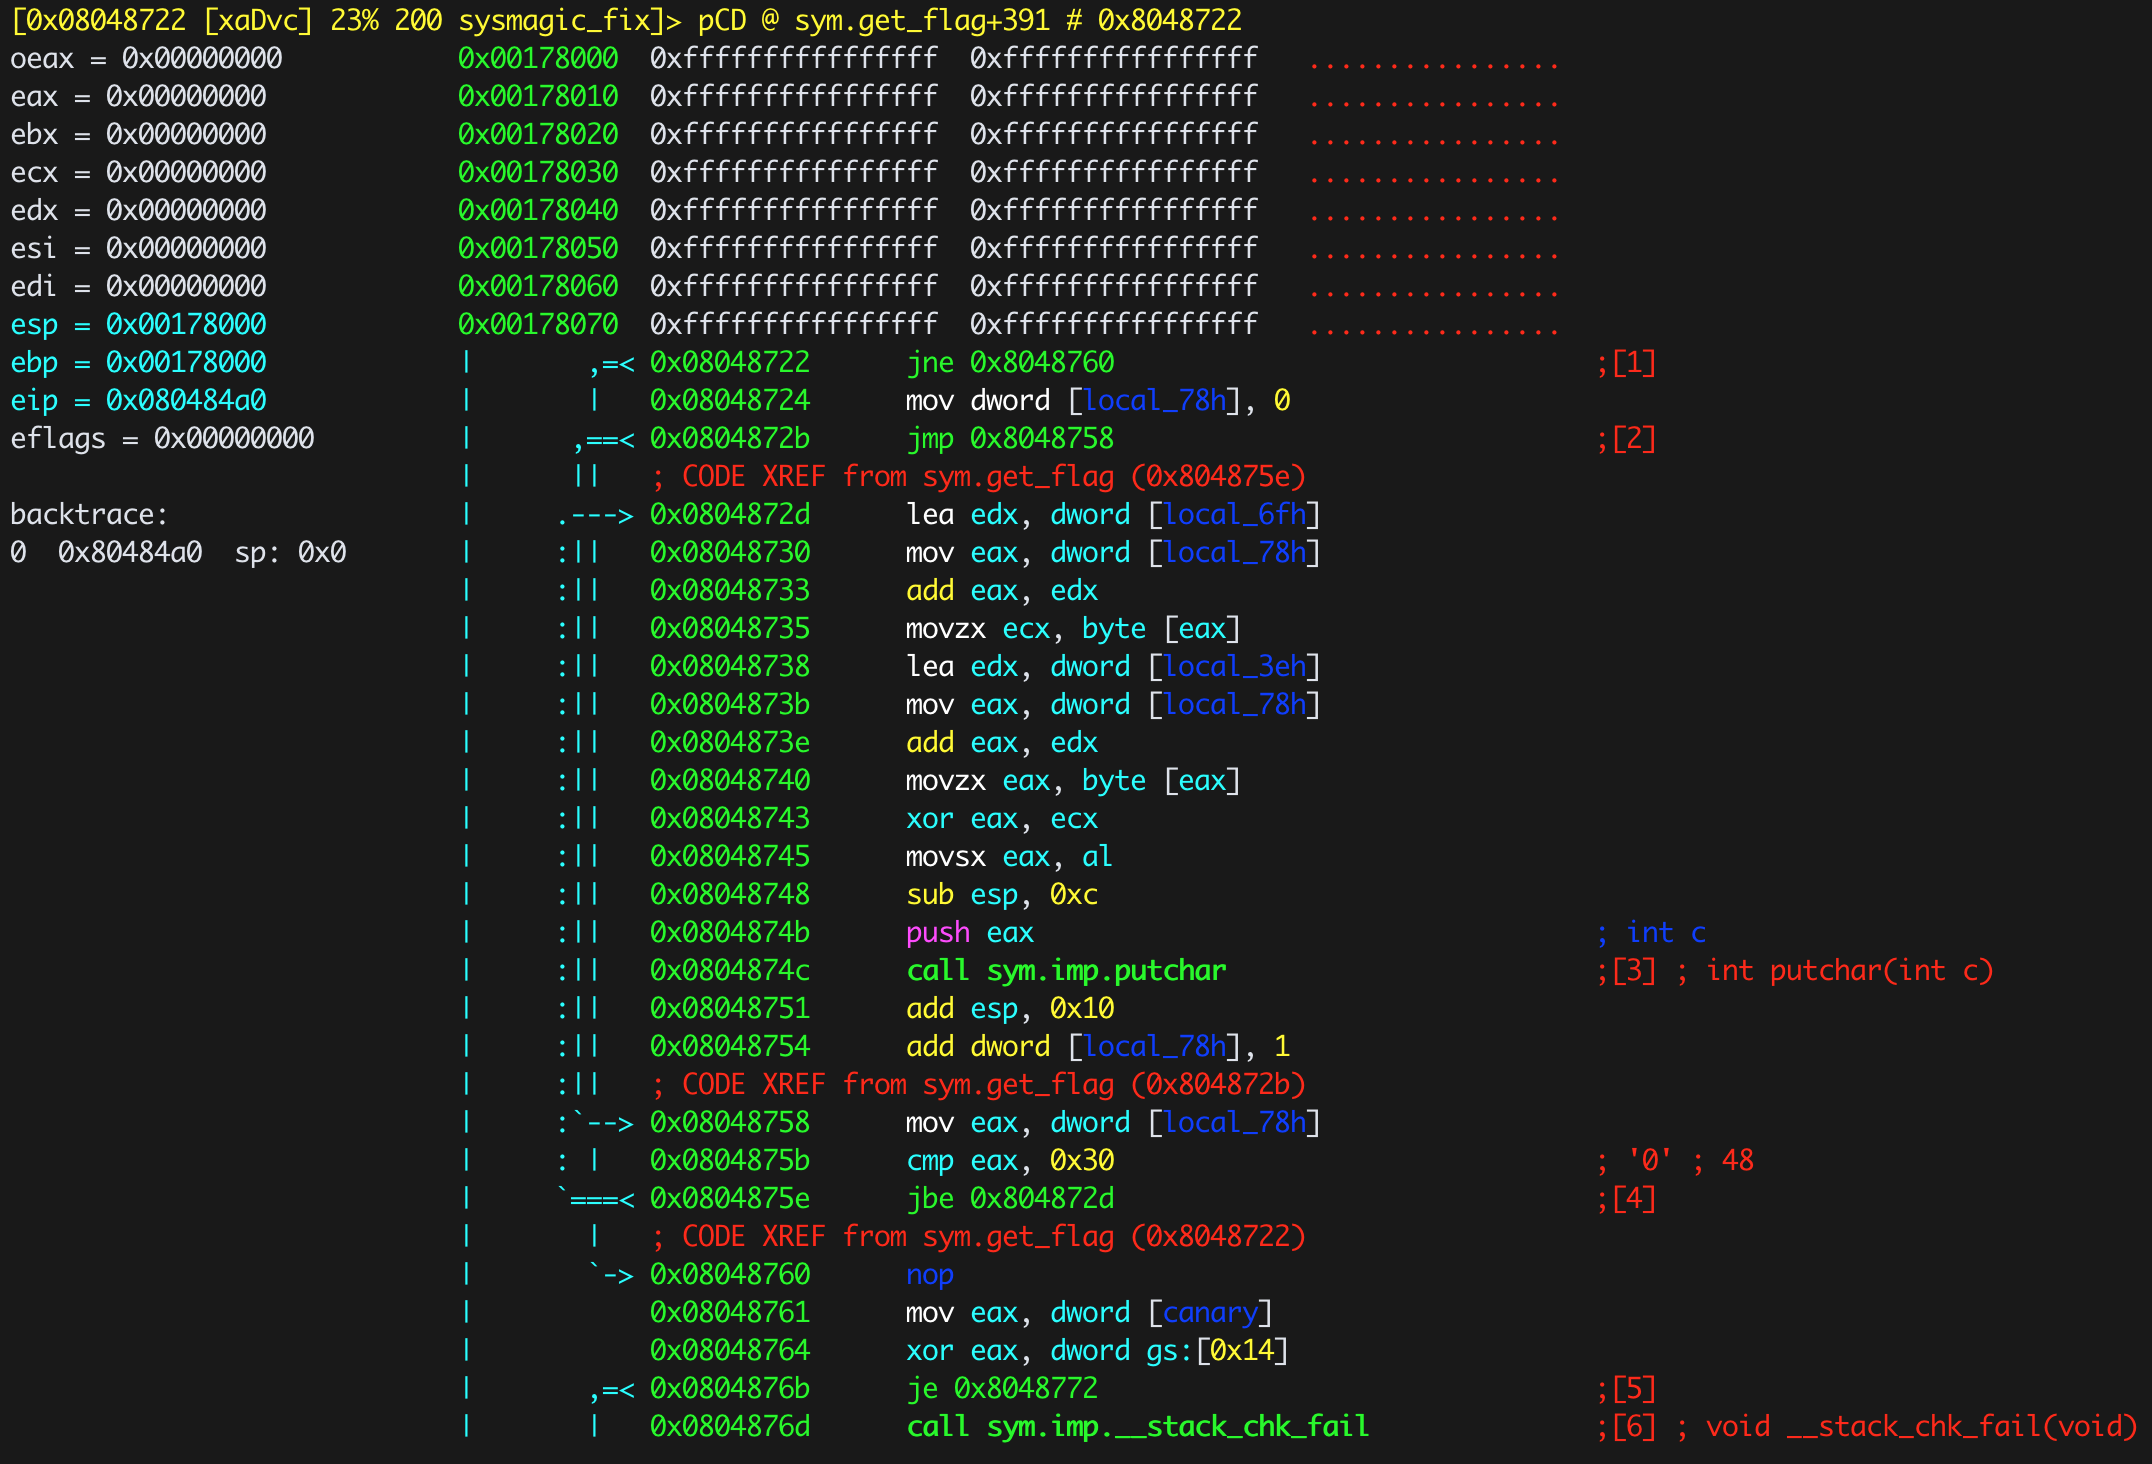 [0x08048722 [xaDvc] 23% 200 sysmagic_fix]> pCD @ sym.get_flag+391 # 0x8048722
oeax = 0x00000000 0x00178000 0xffffffffffffffff 0xffffffffffffffff ................
eax = 0x00000000 0x00178010 0xffffffffffffffff 0xffffffffffffffff ................
ebx = 0x00000000 0x00178020 0xffffffffffffffff 0xffffffffffffffff ................
ecx = 0x00000000 0x00178030 0xffffffffffffffff 0xffffffffffffffff ................
edx = 0x00000000 0x00178040 0xffffffffffffffff 0xffffffffffffffff ................
esi = 0x00000000 0x00178050 0xffffffffffffffff 0xffffffffffffffff ................
edi = 0x00000000 0x00178060 0xffffffffffffffff 0xffffffffffffffff ................
esp = 0x00178000 0x00178070 0xffffffffffffffff 0xffffffffffffffff ................
ebp = 0x00178000 | ,=< 0x08048722 jne 0x8048760 ;[1]
eip = 0x080484a0 | | 0x08048724 mov dword [local_78h], 0
eflags = 0x00000000 | ,==< 0x0804872b jmp 0x8048758 ;[2]
| || ; CODE XREF from sym.get_flag (0x804875e)
backtrace: | .---> 0x0804872d lea edx, dword [local_6fh]
0 0x80484a0 sp: 0x0 | :|| 0x08048730 mov eax, dword [local_78h]
| :|| 0x08048733 add eax, edx
| :|| 0x08048735 movzx ecx, byte [eax]
| :|| 0x08048738 lea edx, dword [local_3eh]
| :|| 0x0804873b mov eax, dword [local_78h]
| :|| 0x0804873e add eax, edx
| :|| 0x08048740 movzx eax, byte [eax]
| :|| 0x08048743 xor eax, ecx
| :|| 0x08048745 movsx eax, al
| :|| 0x08048748 sub esp, 0xc
| :|| 0x0804874b push eax ; int c
| :|| 0x0804874c call sym.imp.putchar ;[3] ; int putchar(int c)
| :|| 0x08048751 add esp, 0x10
| :|| 0x08048754 add dword [local_78h], 1
| :|| ; CODE XREF from sym.get_flag (0x804872b)
| :`--> 0x08048758 mov eax, dword [local_78h]
| : | 0x0804875b cmp eax, 0x30 ; '0' ; 48
| `===< 0x0804875e jbe 0x804872d ;[4]
| | ; CODE XREF from sym.get_flag (0x8048722)
| `-> 0x08048760 nop
| 0x08048761 mov eax, dword [canary]
| 0x08048764 xor eax, dword gs:[0x14]
| ,=< 0x0804876b je 0x8048772 ;[5]
| | 0x0804876d call sym.imp.__stack_chk_fail ;[6] ; void __stack_chk_fail(void)